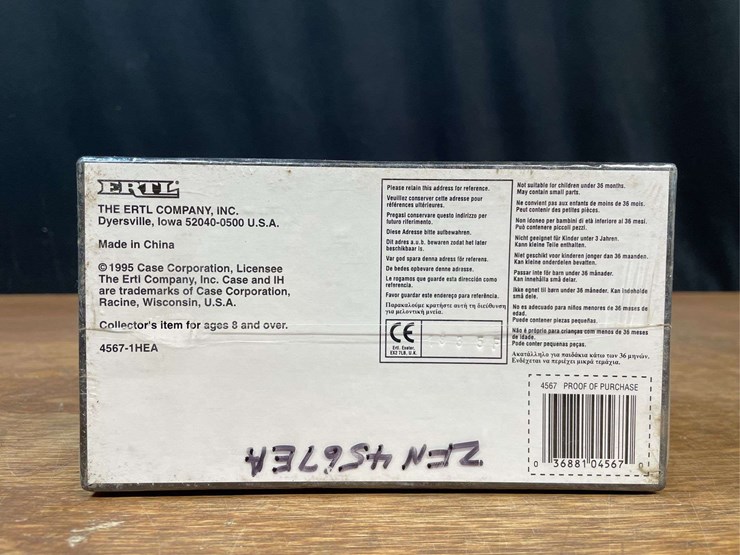 ERTL
THE ERTL COMPANY, INC.
Dyersville, Iowa 52040-0500 U.S.A.
Made in China
© 1995 Case Corporation, Licensee
The Ertl Company, Inc. Case and IH
are trademarks of Case Corporation,
Racine, Wisconsin, U.S.A.
Collector's item for ages 8 and over.
4567-1HEA
Please retain this address for reference.
Veuillez conserver cette adresse pour
références ultérieures.
Pregasi conservare questo indirizzo per
futuro riferimento.
Diese Adresse bitte aufbewahren.
Dit adres a.u.b. bewaren zodat het later
beschikbaar is.
Var god spara denna adress för referens.
De bedes opbevare denne adresse.
Le rogamos que guarde esta dirección como
referencia.
Favor guardar este endereço para referência.
Παρακαλούμε κρατήστε αυτή τη διεύθυνση
για μελοντική μνεία.
CE
Ertl, Exeter,
EX2 7LB, U.K.
Not suitable for children under 36 months.
May contain small parts.
Ne convient pas aux enfants de moins de 36 mois.
Peut contenir des petites pièces.
Non idoneo per bambini di età inferiore ai 36 mesi.
Può contenere piccoli pezzi.
Nicht geeignet für Kinder unter 3 Jahren.
Kann kleine Teile enthalten.
Niet geschikt voor kinderen jonger dan 36 maanden.
Kan kleine onderdelen bevatten.
Passar inte för barn under 36 månader.
Kan innehålla små delar.
Ikke egnet til børn under 36 måneder. Kan indeholde
små dele.
No es adecuado para niños menores de 36 meses de
edad.
Puede contener piezas pequeñas.
Não é próprio para crianças com menos de 36 meses
de idade.
Pode conter pequenas peças.
Ακατάλληλο για παιδάκια κάτω των 36 μηνών.
Ενδέχεται να περιέχει μικρά τεμάχια.
4567 PROOF OF PURCHASE
0 36881 04567 0
ZFN4567EA